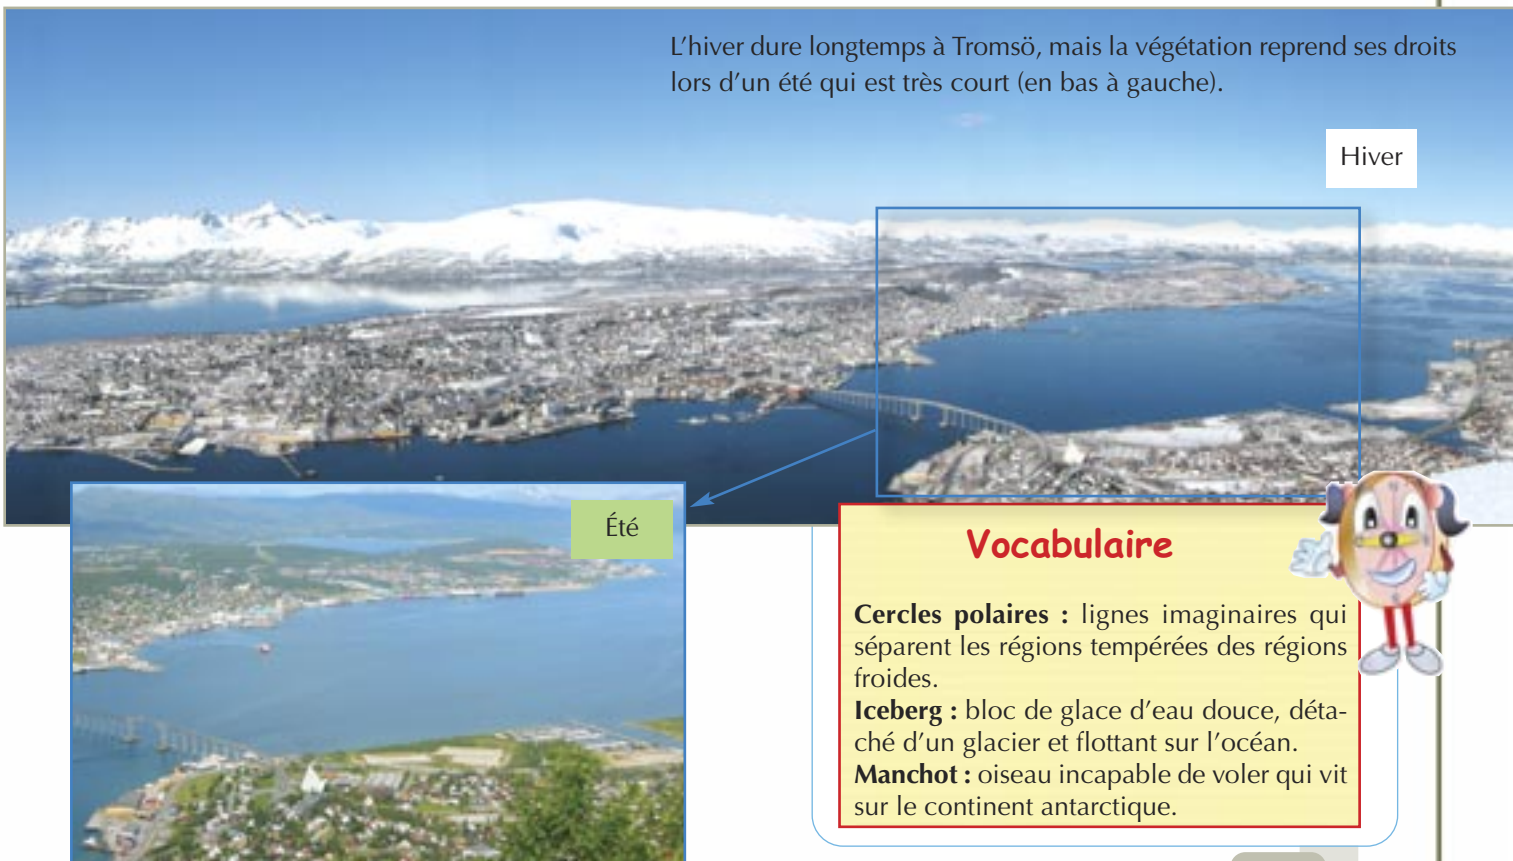 L’hiver dure longtemps à Tromsö, mais la végétation reprend ses droits
lors d’un été qui est très court (en bas à gauche).
Hiver
Été
Vocabulaire
Cercles polaires : lignes imaginaires qui
séparent les régions tempérées des régions
froides.
Iceberg : bloc de glace d’eau douce, déta-
ché d’un glacier et flottant sur l’océan.
Manchot : oiseau incapable de voler qui vit
sur le continent antarctique.